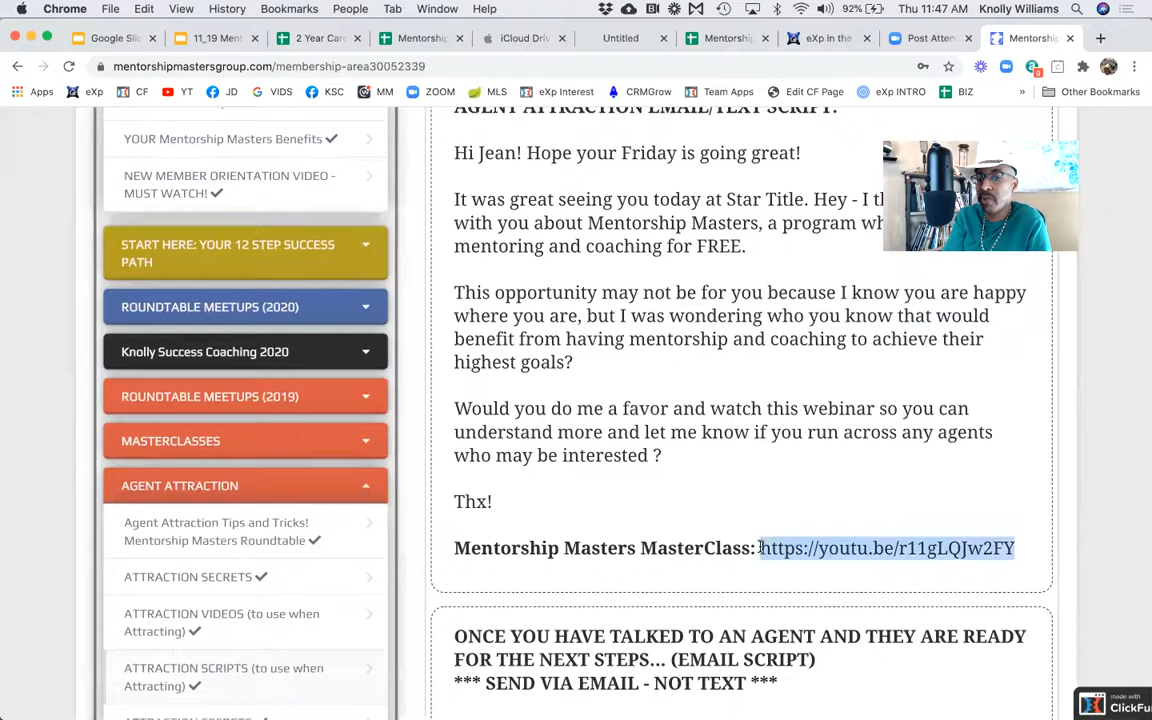 Chrome File Edit View History Bookmarks People Tab Window Help 92% Thu 11:47 AM Knolly Williams
Google Sli 11_19 Ment 2 Year Car Mentorship iCloud Driv Untitled Mentorshi eXp in the Post Atten Mentorship
mentorshipmastersgroup.com/membership-area30052339
Apps eXp CF YT JD VIDS KSC MM ZOOM MLS eXp Interest CRMGrow Team Apps Edit CF Page eXp INTRO BIZ Other Bookmarks
YOUR Mentorship Masters Benefits
NEW MEMBER ORIENTATION VIDEO -
MUST WATCH!
START HERE: YOUR 12 STEP SUCCESS
PATH
ROUNDTABLE MEETUPS (2020)
Knolly Success Coaching 2020
ROUNDTABLE MEETUPS (2019)
MASTERCLASSES
AGENT ATTRACTION
Agent Attraction Tips and Tricks!
Mentorship Masters Roundtable
ATTRACTION SECRETS
ATTRACTION VIDEOS (to use when
Attracting)
ATTRACTION SCRIPTS (to use when
Attracting)
ATTRACTION SECRETS
AGENT ATTRACTION EMAIL/TEXT SCRIPT:
Hi Jean! Hope your Friday is going great!
It was great seeing you today at Star Title. Hey - I
with you about Mentorship Masters, a program
mentoring and coaching for FREE.
This opportunity may not be for you because I know you are happy
where you are, but I was wondering who you know that would
benefit from having mentorship and coaching to achieve their
highest goals?
Would you do me a favor and watch this webinar so you can
understand more and let me know if you run across any agents
who may be interested ?
Thx!
Mentorship Masters MasterClass: https://youtu.be/r11gLQJw2FY
ONCE YOU HAVE TALKED TO AN AGENT AND THEY ARE READY
FOR THE NEXT STEPS... (EMAIL SCRIPT)
*** SEND VIA EMAIL - NOT TEXT ***
made with
ClickFu